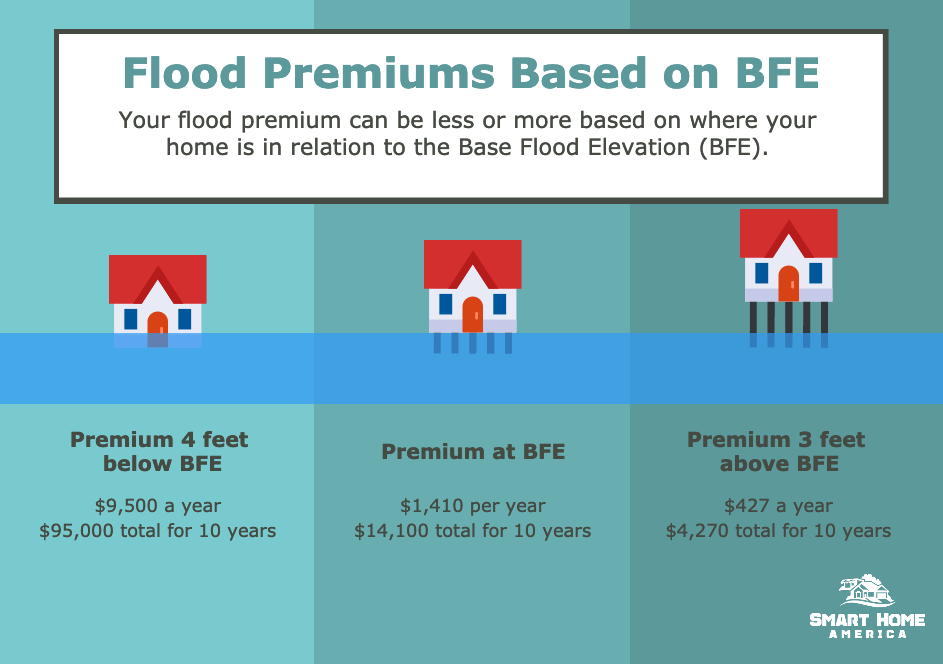 Flood Premiums Based on BFE
Your flood premium can be less or more based on where your
home is in relation to the Base Flood Elevation (BFE).
Premium 4 feet
below BFE
$9,500 a year
$95,000 total for 10 years
Premium at BFE
$1,410 per year
$14,100 total for 10 years
Premium 3 feet
above BFE
$427 a year
$4,270 total for 10 years
SMART HOME
AMERICA